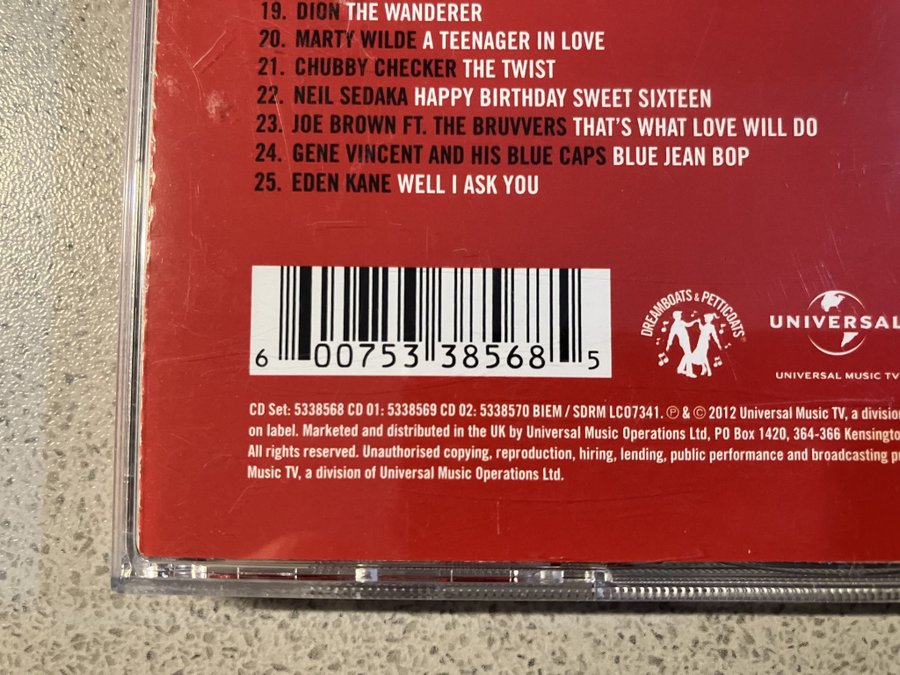 19. DION THE WANDERER
20. MARTY WILDE A TEENAGER IN LOVE
21. CHUBBY CHECKER THE TWIST
22. NEIL SEDAKA HAPPY BIRTHDAY SWEET SIXTEEN
23. JOE BROWN FT. THE BRUVVERS THAT'S WHAT LOVE WILL DO
24. GENE VINCENT AND HIS BLUE CAPS BLUE JEAN BOP
25. EDEN KANE WELL I ASK YOU
6 00753 38568 5
DREAMBOATS & PETTICOATS
UNIVERSAL
UNIVERSAL MUSIC TV
CD Set: 5338568 CD 01: 5338569 CD 02: 5338570 BIEM / SDRM LC07341. ℗ & © 2012 Universal Music TV, a division
on label. Marketed and distributed in the UK by Universal Music Operations Ltd, PO Box 1420, 364-366 Kensington
All rights reserved. Unauthorised copying, reproduction, hiring, lending, public performance and broadcasting
Music TV, a division of Universal Music Operations Ltd.